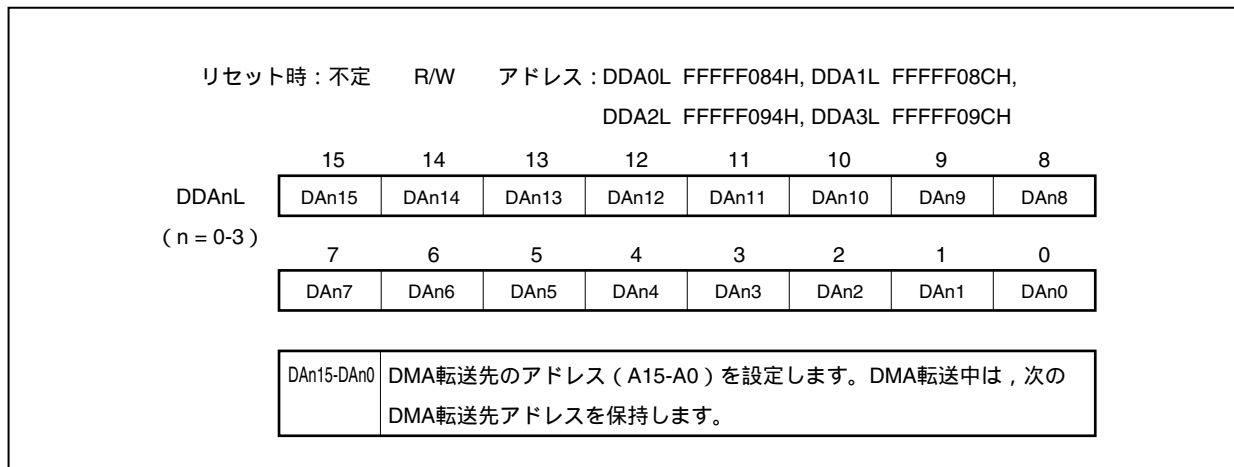 リセット時：不定　R/W　アドレス：DDA0L FFFFF084H, DDA1L FFFFF08CH,
DDA2L FFFFF094H, DDA3L FFFFF09CH
15 14 13 12 11 10 9 8
DDAnL DAn15 DAn14 DAn13 DAn12 DAn11 DAn10 DAn9 DAn8
（n = 0-3）
7 6 5 4 3 2 1 0
DAn7 DAn6 DAn5 DAn4 DAn3 DAn2 DAn1 DAn0
DAn15-DAn0 DMA転送先のアドレス（A15-A0）を設定します。DMA転送中は，次の
DMA転送先アドレスを保持します。